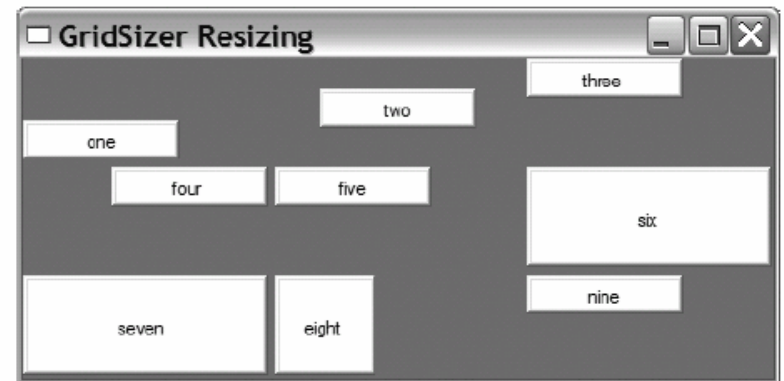 GridSizer Resizing
three
two
one
four
five
six
nine
seven
eight